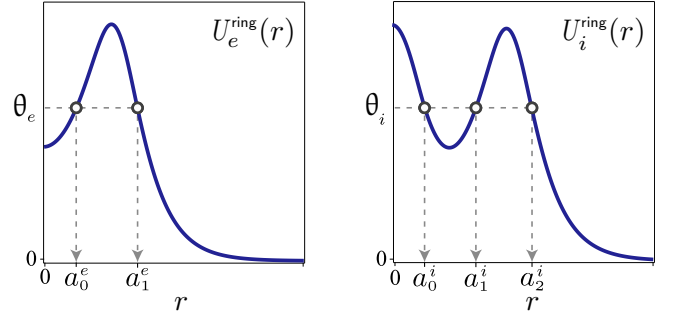 U_e^ring(r)
θ_e
0
0 a_0^e a_1^e
r
U_i^ring(r)
θ_i
0
0 a_0^i a_1^i a_2^i
r